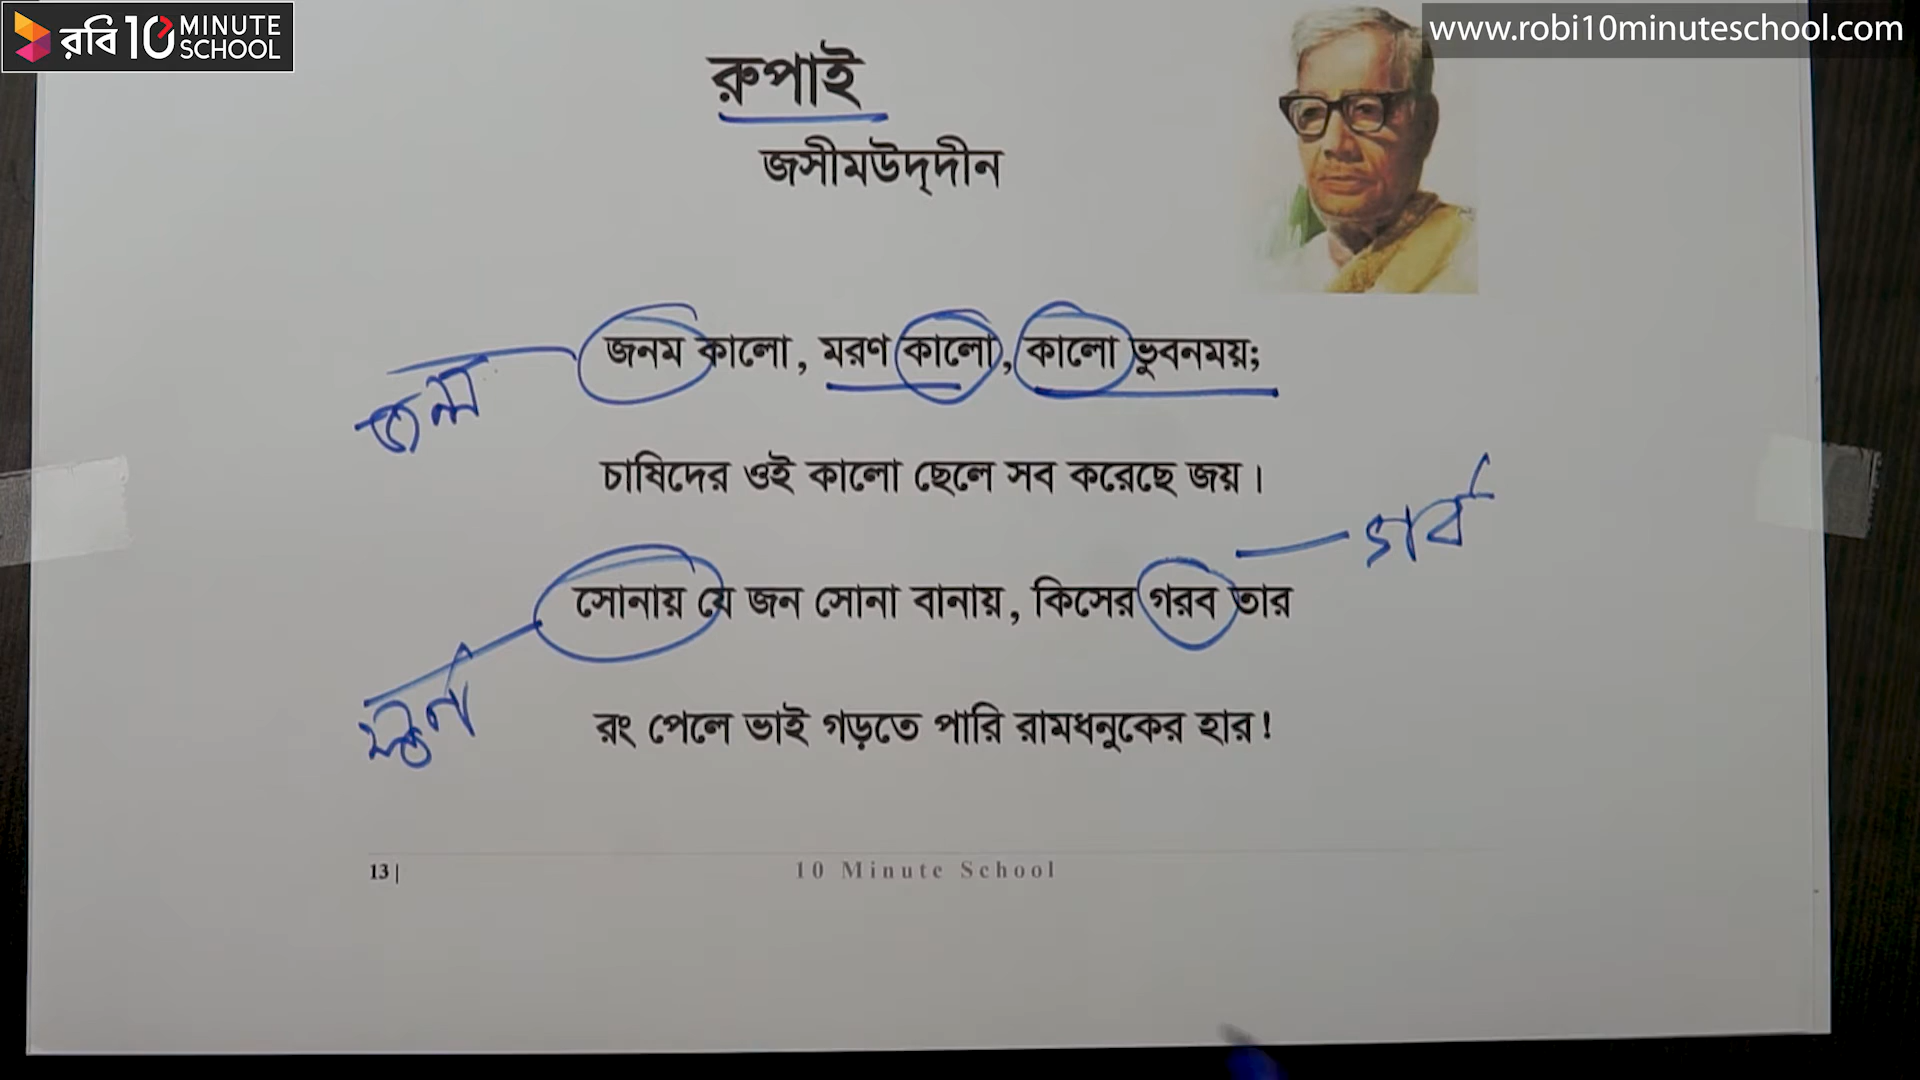 রবি 10 MINUTE SCHOOL
www.robi10minuteschool.com
রুপাই
জসীমউদ্‌দীন
জনম কালো, মরণ কালো, কালো ভুবনময়;
জন্ম
চাষিদের ওই কালো ছেলে সব করেছে জয়।
গর্ব
সোনায় যে জন সোনা বানায়, কিসের গরব তার
স্বর্ণ
রং পেলে ভাই গড়তে পারি রামধনুকের হার!
13| 10 Minute School